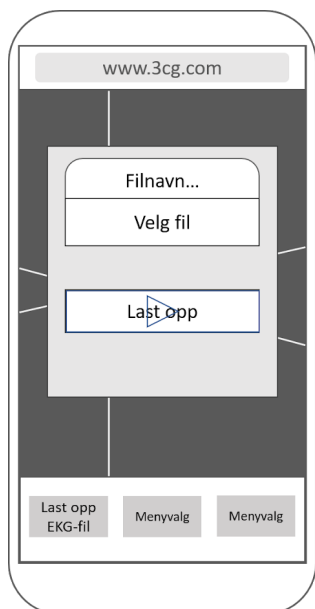 www.3cg.com
Filnavn...
Velg fil
Last opp
Last opp
EKG-fil
Menyvalg
Menyvalg